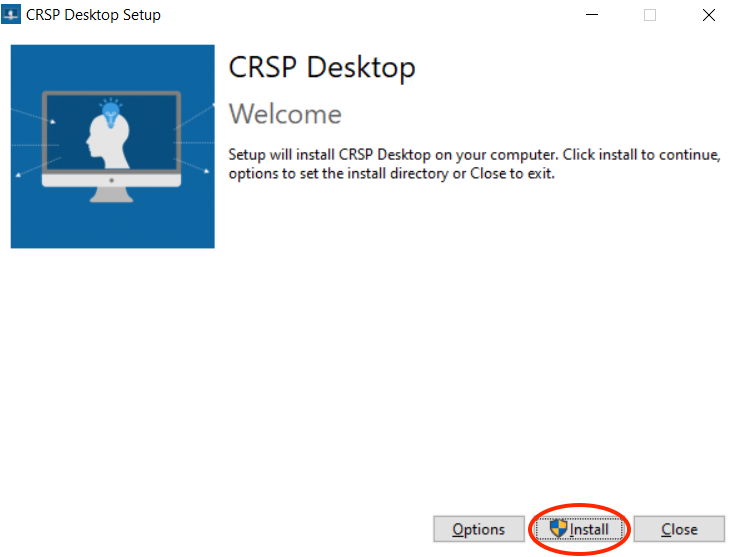 CRSP Desktop Setup
CRSP Desktop
Welcome
Setup will install CRSP Desktop on your computer. Click install to continue,
options to set the install directory or Close to exit.
Options Install Close